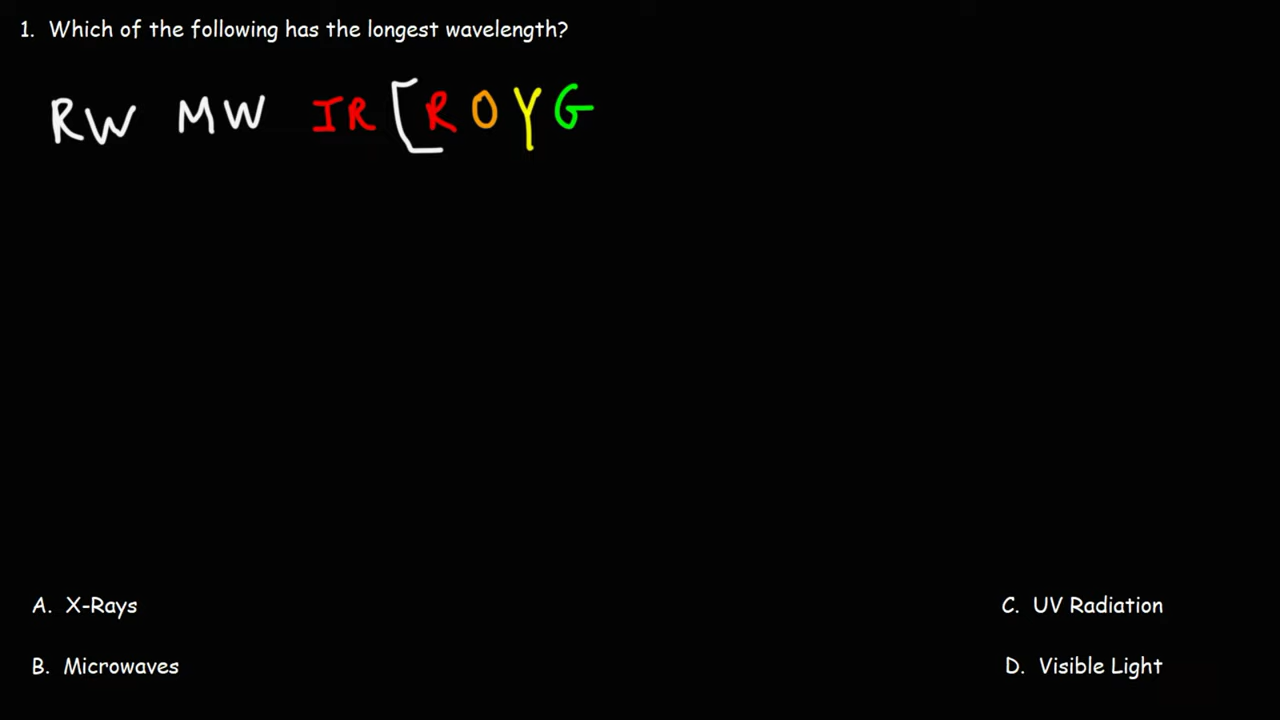 1. Which of the following has the longest wavelength?
RW MW IR [ R O Y G
A. X-Rays
B. Microwaves
C. UV Radiation
D. Visible Light